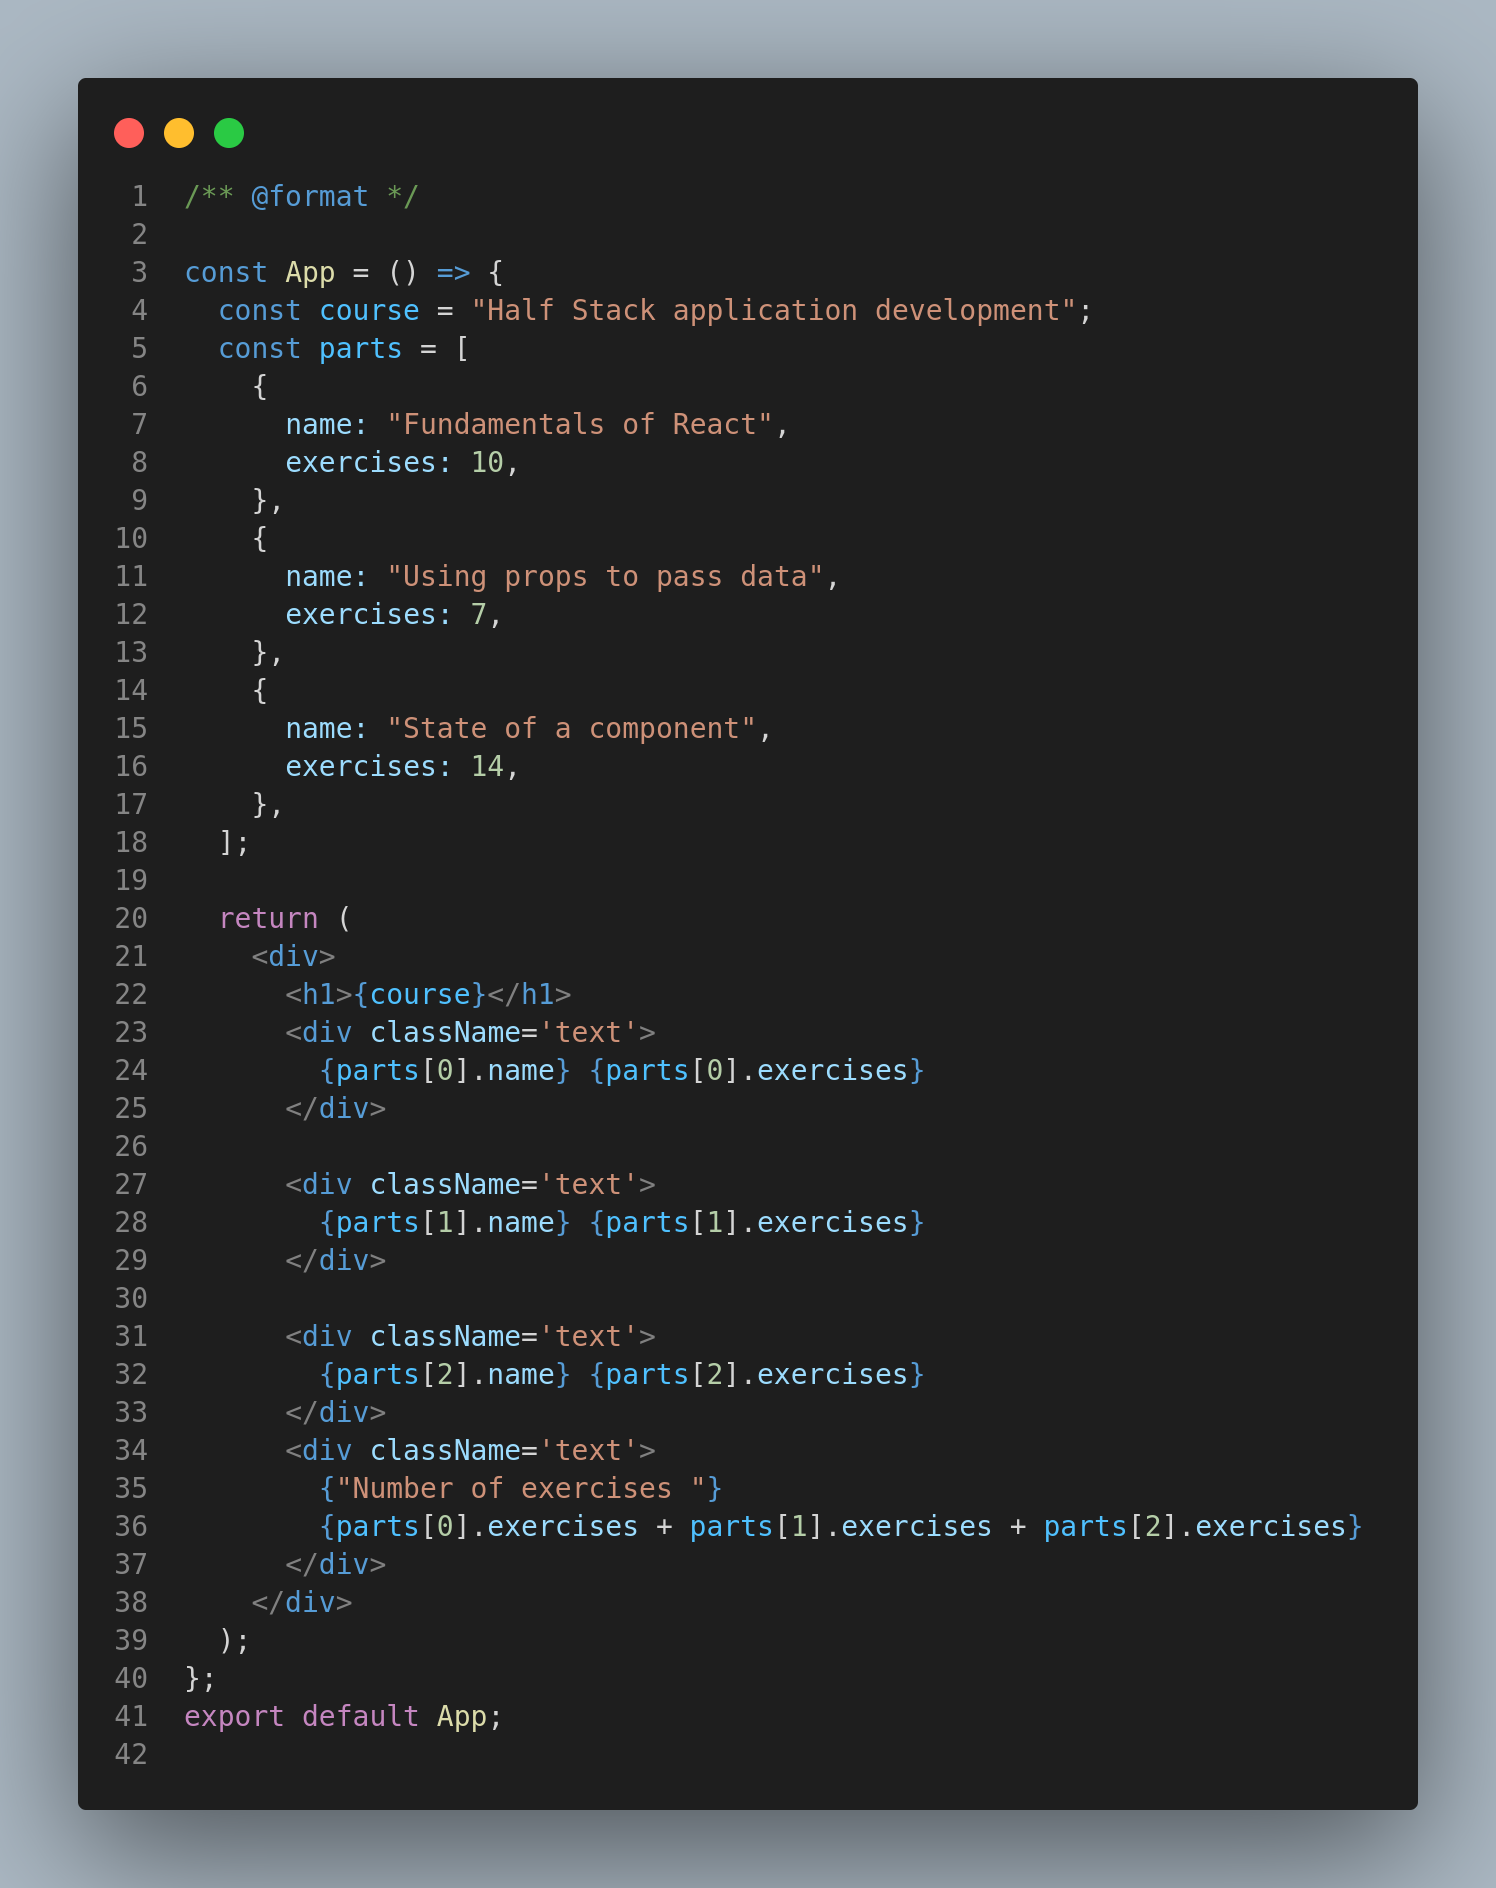 1 /** @format */
2
3 const App = () => {
4   const course = "Half Stack application development";
5   const parts = [
6     {
7       name: "Fundamentals of React",
8       exercises: 10,
9     },
10     {
11       name: "Using props to pass data",
12       exercises: 7,
13     },
14     {
15       name: "State of a component",
16       exercises: 14,
17     },
18   ];
19
20   return (
21     <div>
22       <h1>{course}</h1>
23       <div className='text'>
24         {parts[0].name} {parts[0].exercises}
25       </div>
26
27       <div className='text'>
28         {parts[1].name} {parts[1].exercises}
29       </div>
30
31       <div className='text'>
32         {parts[2].name} {parts[2].exercises}
33       </div>
34       <div className='text'>
35         {"Number of exercises "}
36         {parts[0].exercises + parts[1].exercises + parts[2].exercises}
37       </div>
38     </div>
39   );
40 };
41 export default App;
42